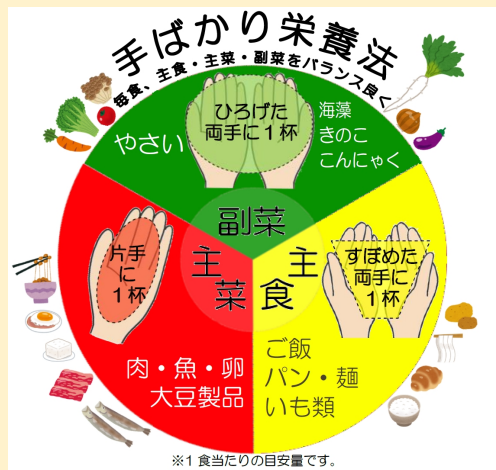 手ばかり栄養法
毎食、主食・主菜・副菜をバランス良く
やさい
ひろげた
両手に1杯
海藻
きのこ
こんにゃく
副菜
片手
に
1杯
主
菜
主
食
すぼめた
両手に
1杯
肉・魚・卵
大豆製品
ご飯
パン・麺
いも類
※1食当たりの目安量です。